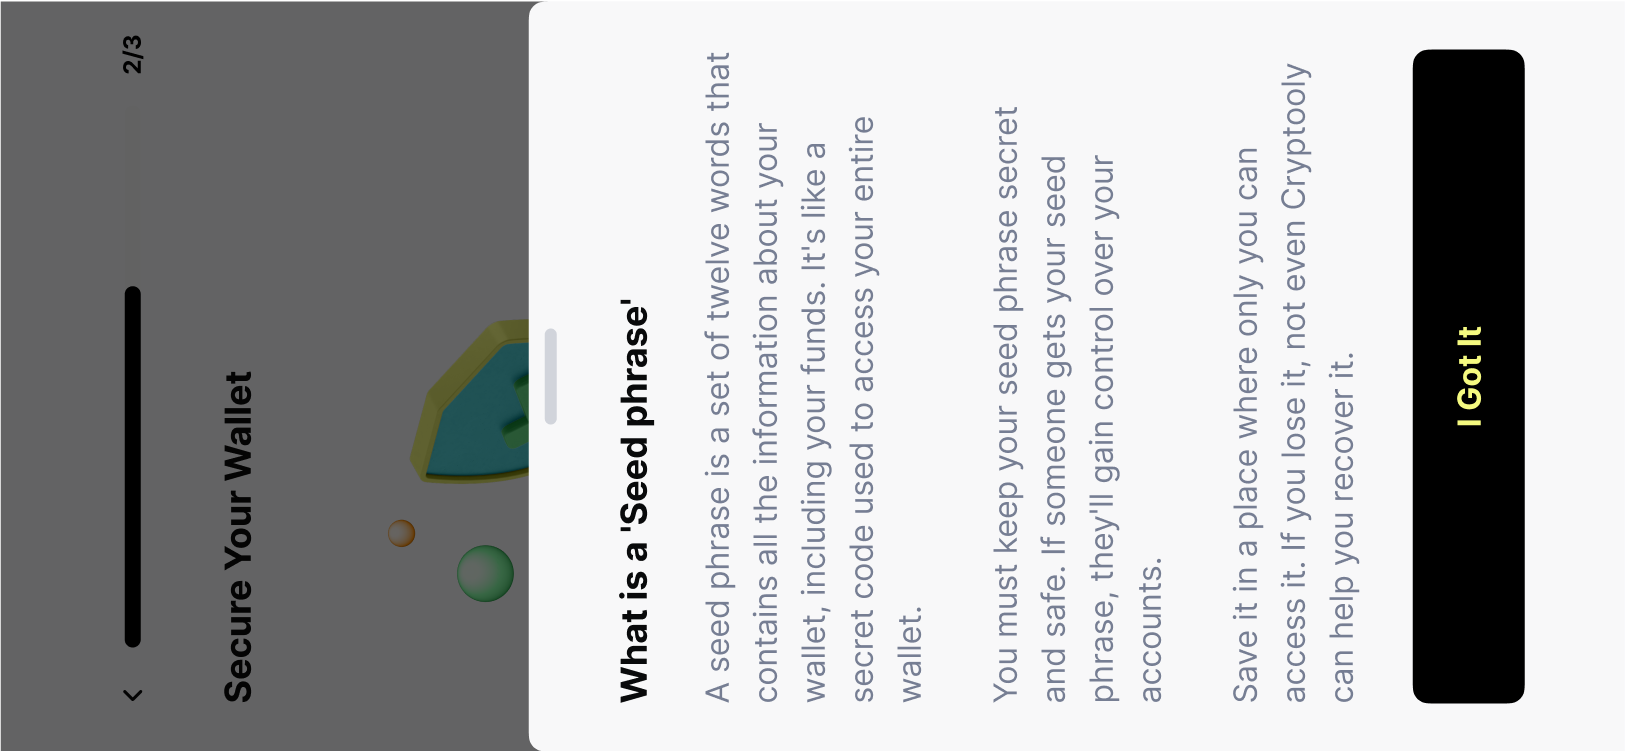 2/3
Secure Your Wallet
What is a 'Seed phrase'
A seed phrase is a set of twelve words that
contains all the information about your
wallet, including your funds. It's like a
secret code used to access your entire
wallet.
You must keep your seed phrase secret
and safe. If someone gets your seed
phrase, they'll gain control over your
accounts.
Save it in a place where only you can
access it. If you lose it, not even Cryptooly
can help you recover it.
I Got It